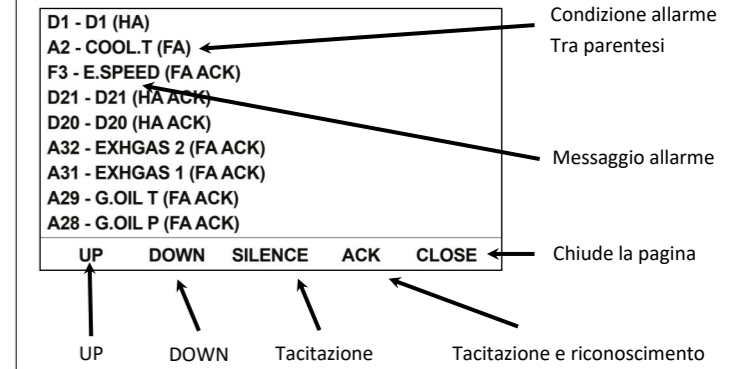 D1 - D1 (HA)
Condizione allarme
A2 - COOL.T (FA)
Tra parentesi
F3 - E.SPEED (FA ACK)
D21 - D21 (HA ACK)
D20 - D20 (HA ACK)
A32 - EXHGAS 2 (FA ACK)
Messaggio allarme
A31 - EXHGAS 1 (FA ACK)
A29 - G.OIL T (FA ACK)
A28 - G.OIL P (FA ACK)
UP DOWN SILENCE ACK CLOSE
Chiude la pagina
UP DOWN Tacitazione Tacitazione e riconoscimento